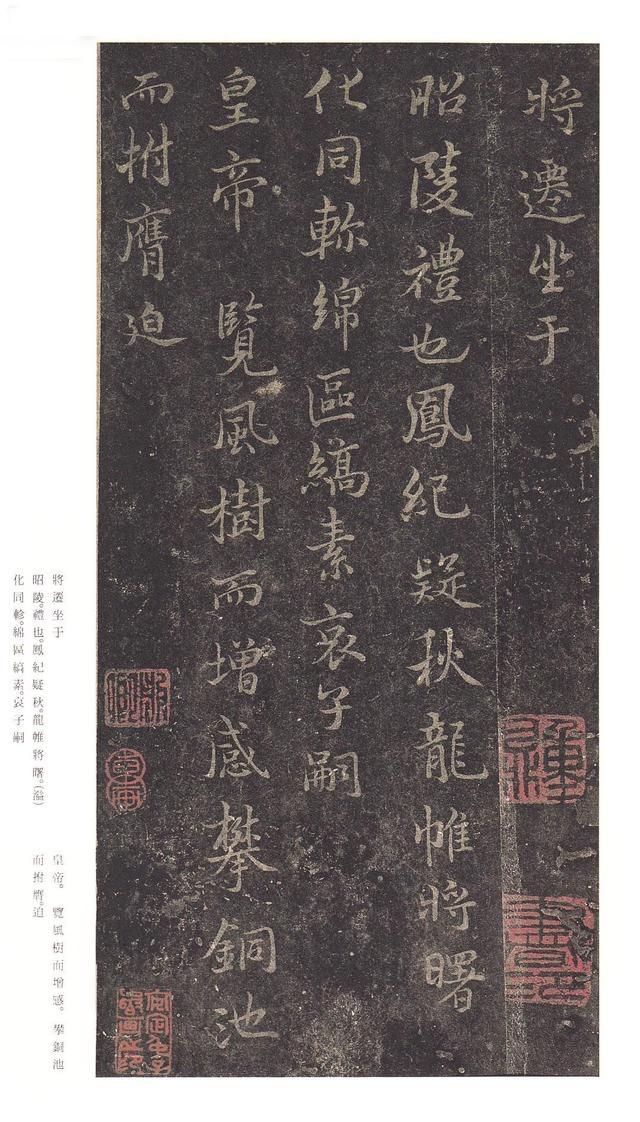 將遷坐于
昭陵禮也鳳紀疑秋龍帷將曙
化同軫綿區縞素哀子嗣
皇帝 覽風樹而增感攀銅池
而拊膺迫
將遷坐于
昭陵。禮也。鳳紀疑秋。龍帷將曙。(溢)
化同軫。綿區縞素。哀子嗣
皇帝。 覽風樹而增感。攀銅池
而拊膺。迫